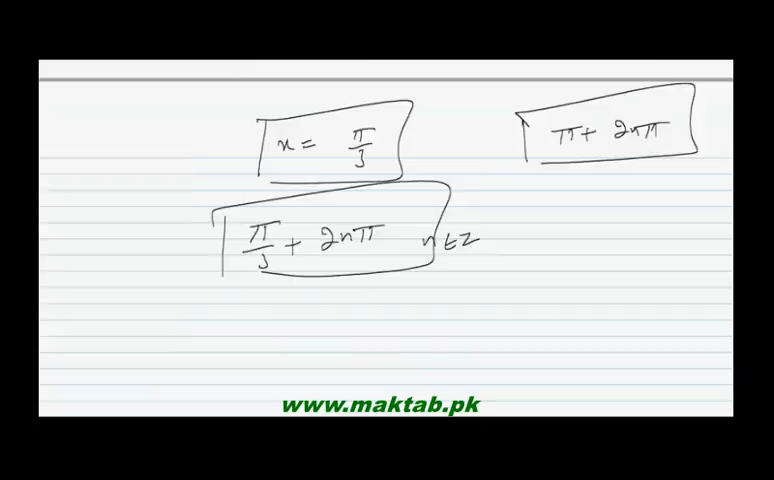 x = π/3
π + 2nπ
π/3 + 2nπ n ∈ Z
www.maktab.pk